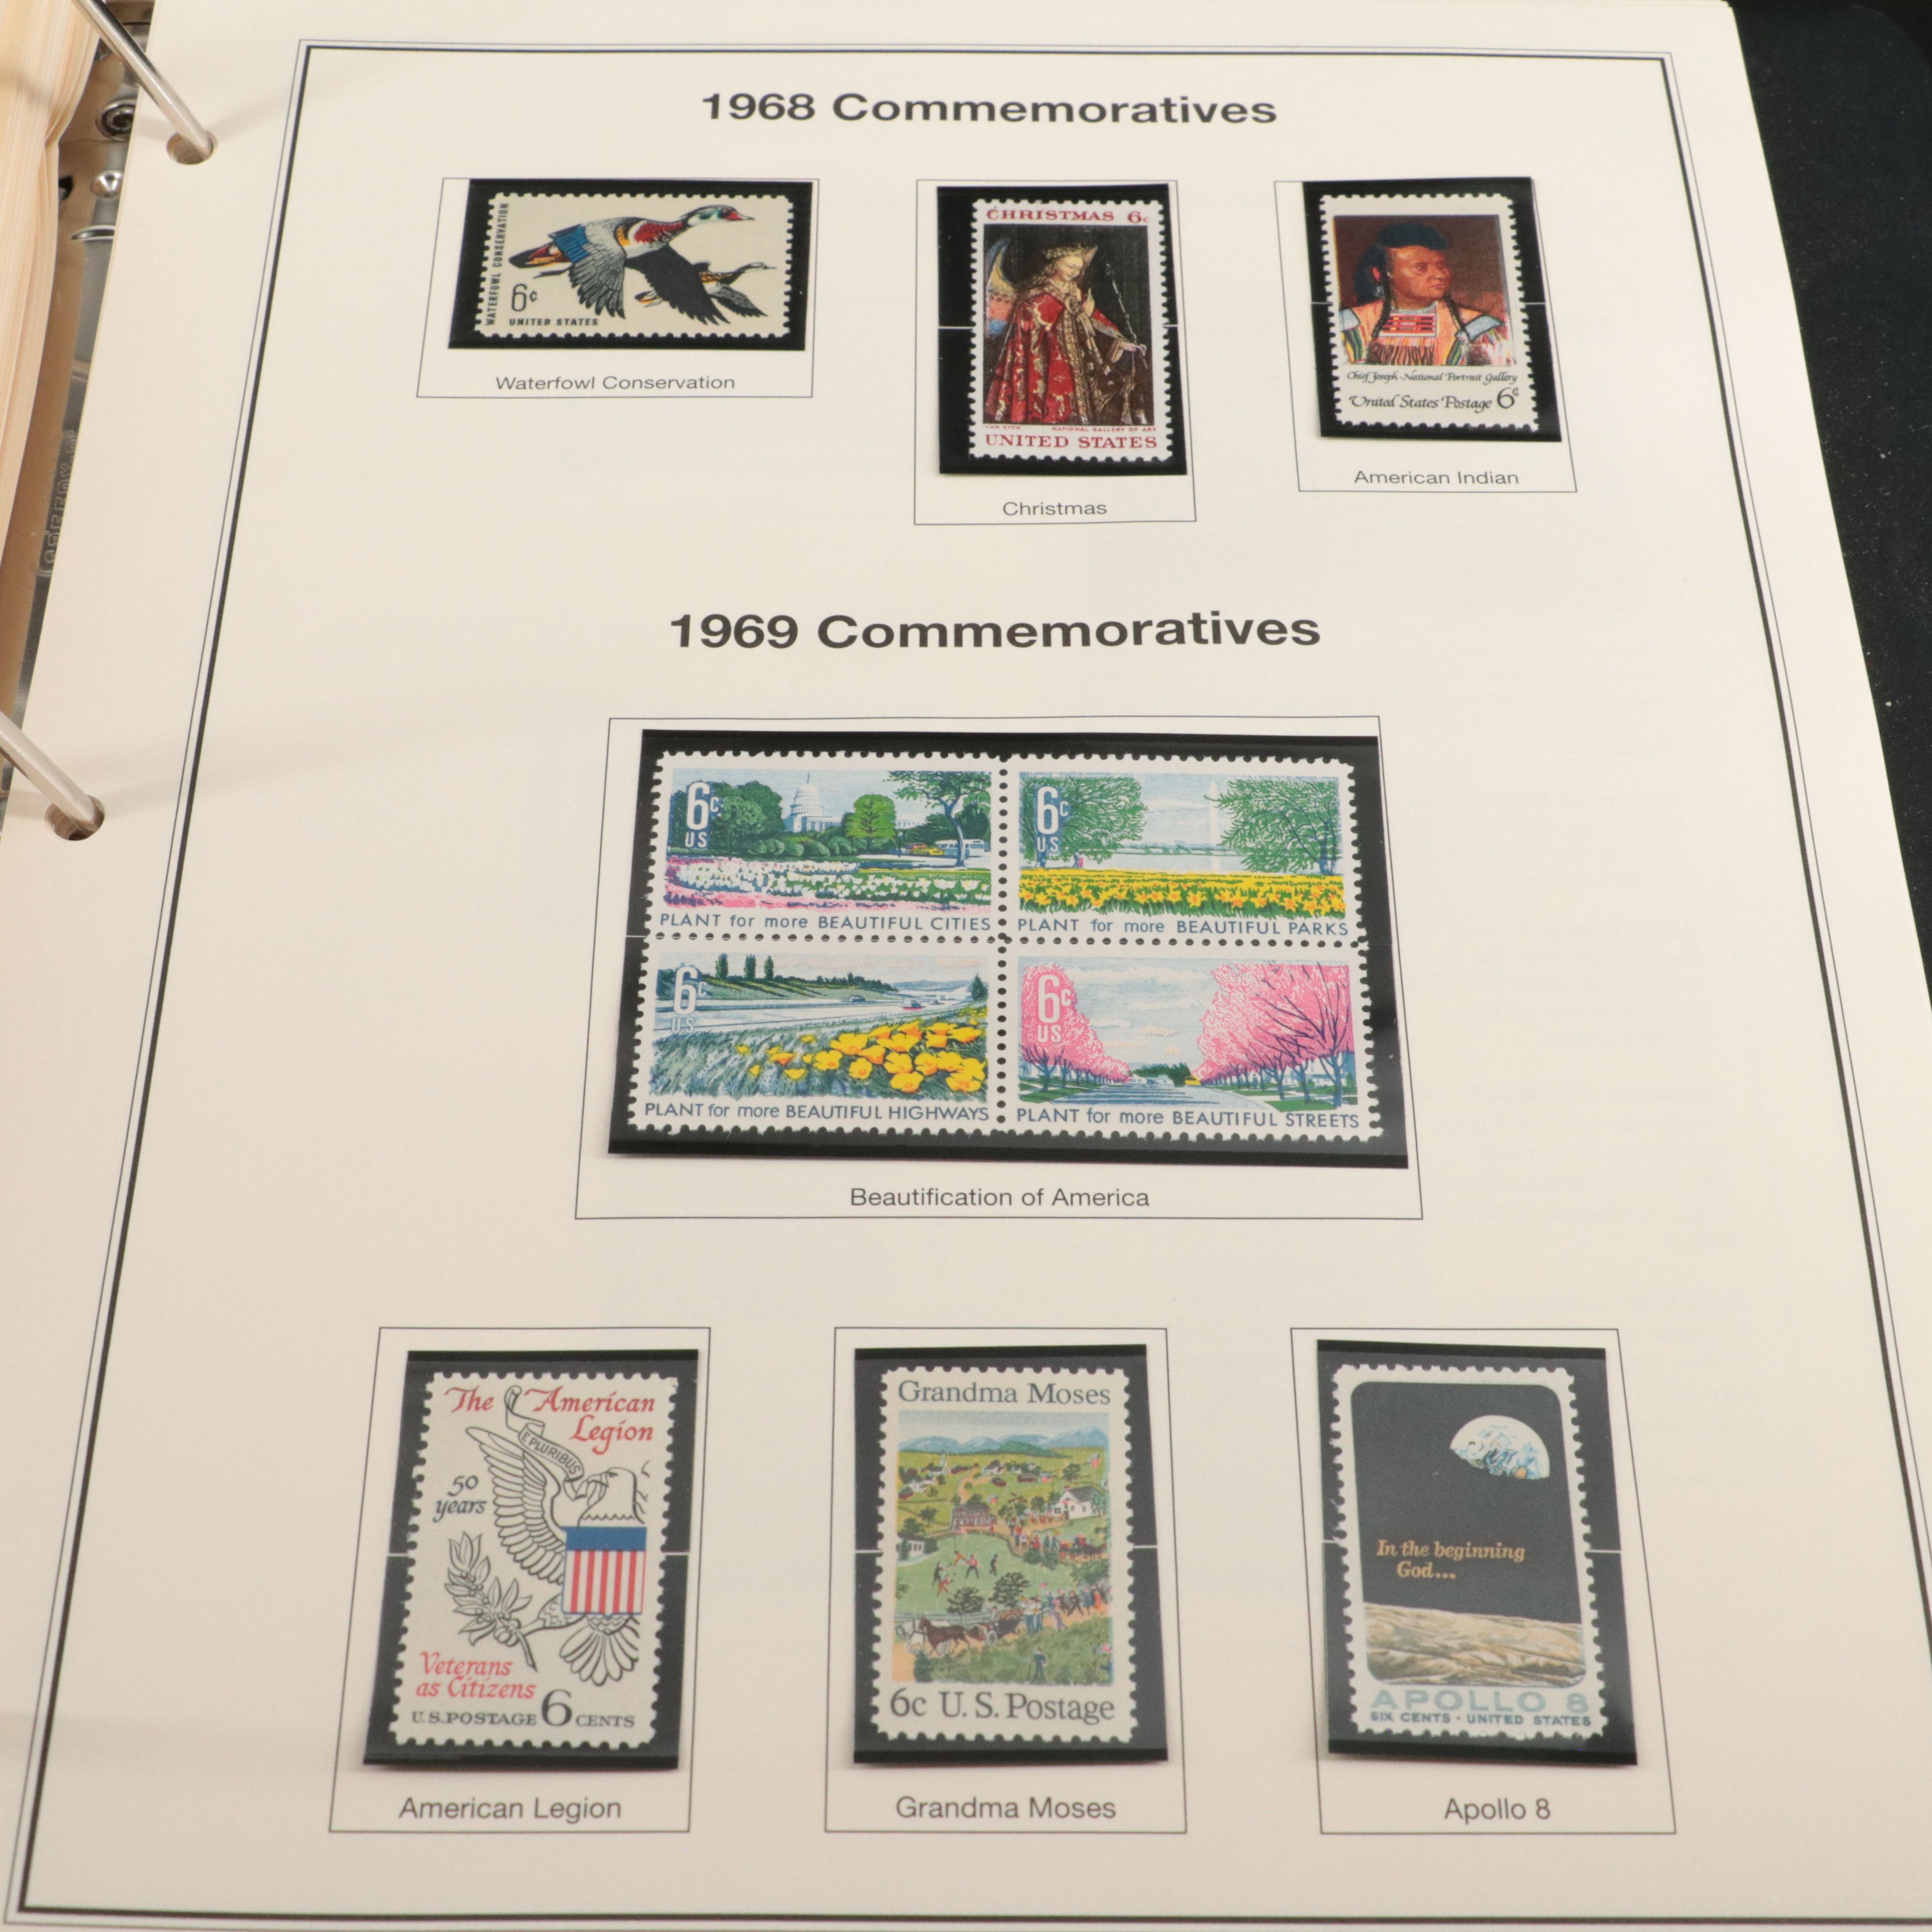 1968 Commemoratives
WATERFOWL CONSERVATION
6c
UNITED STATES
Waterfowl Conservation
CHRISTMAS 6c
VAN EYCK NATIONAL GALLERY OF ART
UNITED STATES
Christmas
Chief Joseph - National Portrait Gallery
United States Postage 6c
American Indian
1969 Commemoratives
6c
US
PLANT for more BEAUTIFUL CITIES
6c
US
PLANT for more BEAUTIFUL PARKS
6c
US
PLANT for more BEAUTIFUL HIGHWAYS
6c
US
PLANT for more BEAUTIFUL STREETS
Beautification of America
The American
Legion
E PLURIBUS
50
years
Veterans
as Citizens
U.S. POSTAGE 6 CENTS
American Legion
Grandma Moses
6c U.S. Postage
Grandma Moses
In the beginning
God...
APOLLO 8
SIX CENTS · UNITED STATES
Apollo 8